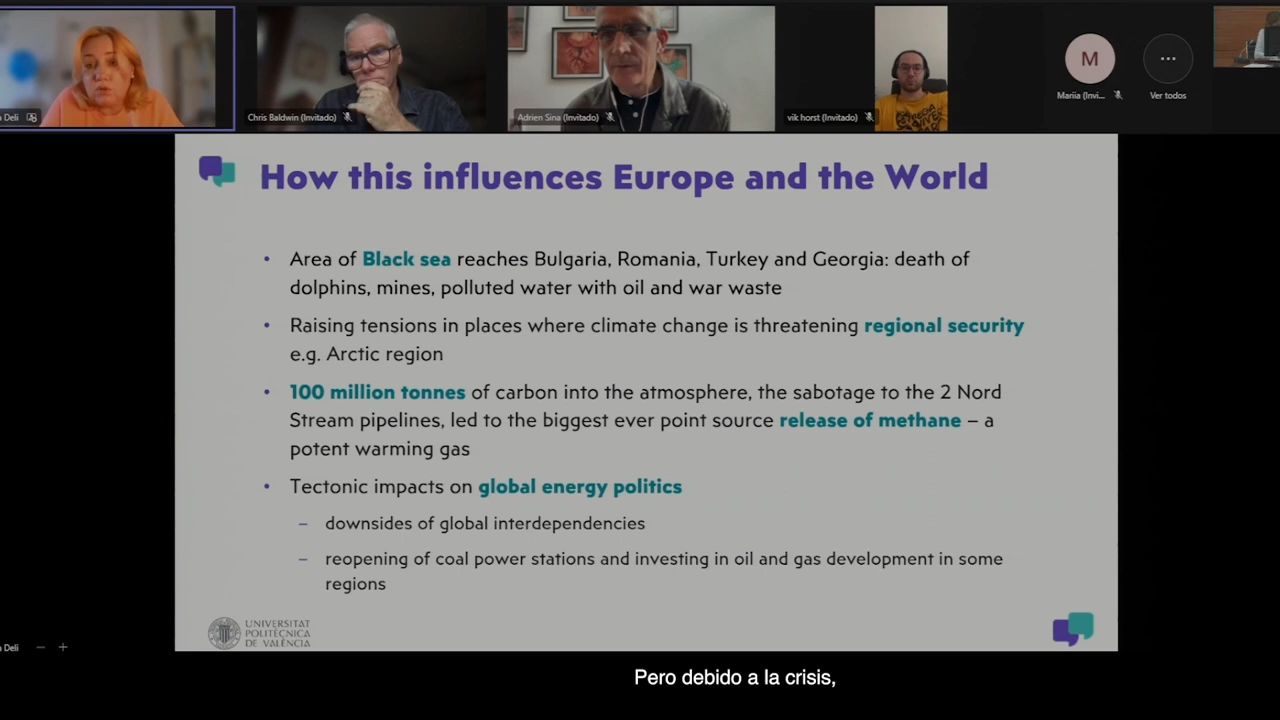 a Deli
Chris Baldwin (Invitado)
Adrien Sina (Invitado)
vik horst (Invitado)
M
Mariia (Invi...
Ver todos
How this influences Europe and the World
• Area of Black sea reaches Bulgaria, Romania, Turkey and Georgia: death of
dolphins, mines, polluted water with oil and war waste
• Raising tensions in places where climate change is threatening regional security
e.g. Arctic region
• 100 million tonnes of carbon into the atmosphere, the sabotage to the 2 Nord
Stream pipelines, led to the biggest ever point source release of methane – a
potent warming gas
• Tectonic impacts on global energy politics
– downsides of global interdependencies
– reopening of coal power stations and investing in oil and gas development in some
regions
UNIVERSITAT
POLITÈCNICA
DE VALÈNCIA
a Deli
Pero debido a la crisis,